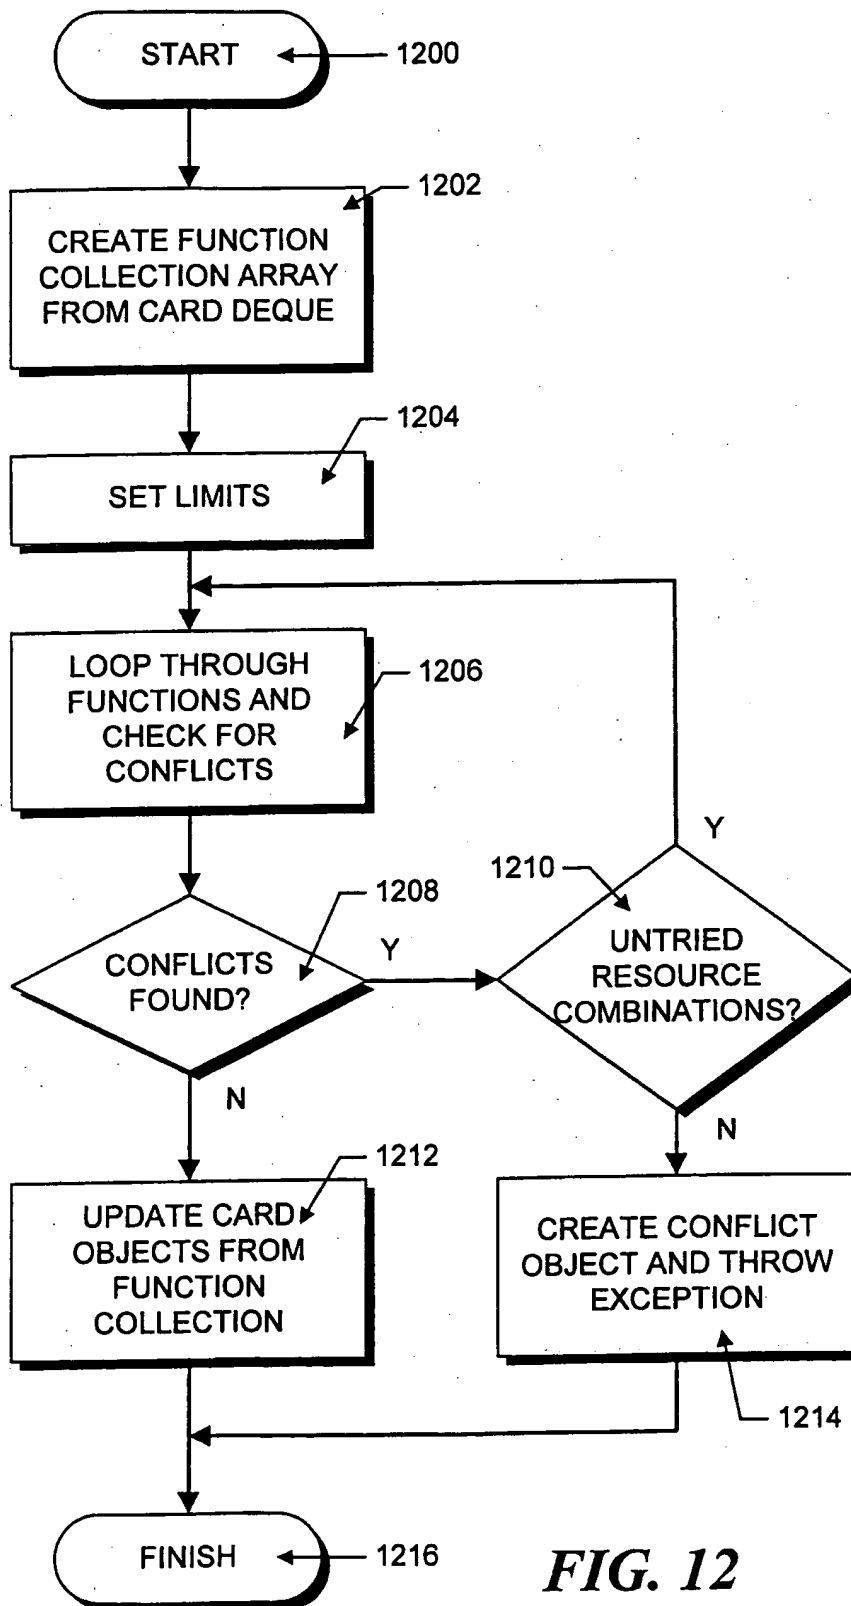 START
1200
1202
CREATE FUNCTION
COLLECTION ARRAY
FROM CARD DEQUE
1204
SET LIMITS
LOOP THROUGH
FUNCTIONS AND
CHECK FOR
CONFLICTS
1206
Y
1210
1208
CONFLICTS
FOUND?
Y
UNTRIED
RESOURCE
COMBINATIONS?
N
N
1212
UPDATE CARD
OBJECTS FROM
FUNCTION
COLLECTION
CREATE CONFLICT
OBJECT AND THROW
EXCEPTION
1214
FINISH
1216
FIG. 12